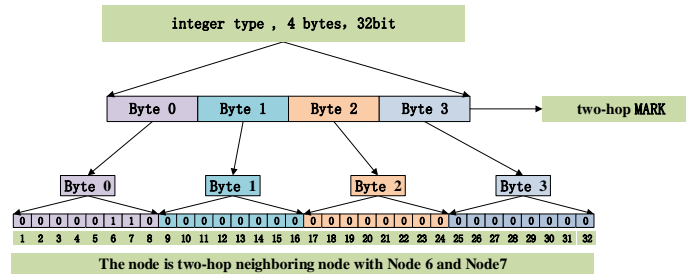 integer type , 4 bytes, 32bit
Byte 0 Byte 1 Byte 2 Byte 3 two-hop MARK
Byte 0 Byte 1 Byte 2 Byte 3
0 0 0 0 0 1 1 0 0 0 0 0 0 0 0 0 0 0 0 0 0 0 0 0 0 0 0 0 0 0 0 0
1 2 3 4 5 6 7 8 9 10 11 12 13 14 15 16 17 18 19 20 21 22 23 24 25 26 27 28 29 30 31 32
The node is two-hop neighboring node with Node 6 and Node7